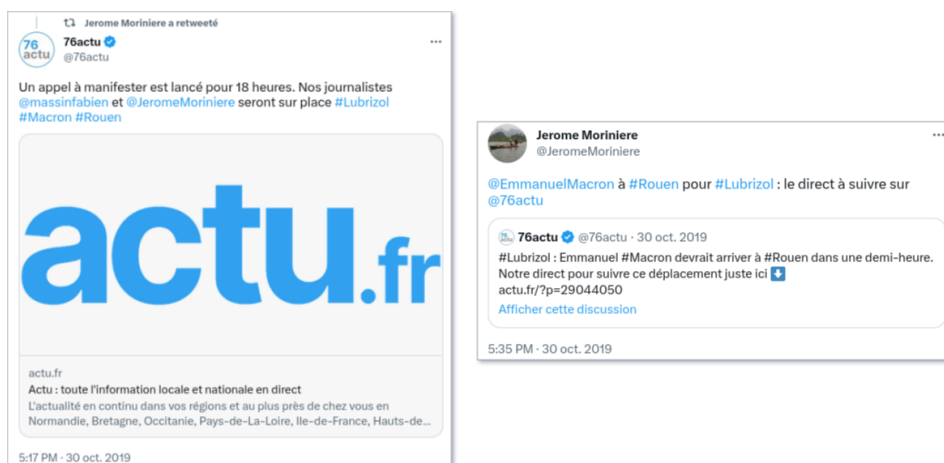 Jerome Moriniere a retweeté
76
actu
76actu
@76actu
Un appel à manifester est lancé pour 18 heures. Nos journalistes
@massinfabien et @JeromeMoriniere seront sur place #Lubrizol
#Macron #Rouen
actu.fr
actu.fr
Actu : toute l'information locale et nationale en direct
L'actualité en continu dans vos régions et au plus près de chez vous en
Normandie, Bretagne, Occitanie, Pays-de-La-Loire, Ile-de-France, Hauts-de...
5:17 PM · 30 oct. 2019
Jerome Moriniere
@JeromeMoriniere
@EmmanuelMacron à #Rouen pour #Lubrizol : le direct à suivre sur
@76actu
76actu @76actu · 30 oct. 2019
#Lubrizol : Emmanuel #Macron devrait arriver à #Rouen dans une demi-heure.
Notre direct pour suivre ce déplacement juste ici ⬇️
actu.fr/?p=29044050
Afficher cette discussion
5:35 PM · 30 oct. 2019